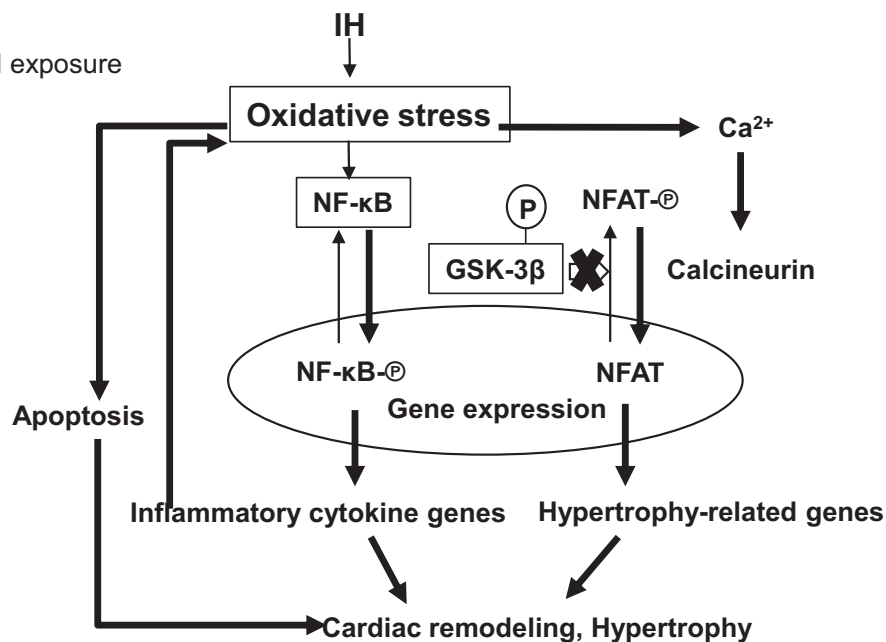 IH
exposure
Oxidative stress
Ca²⁺
NF-κB
P
NFAT-Ⓟ
GSK-3β
Calcineurin
NF-κB-Ⓟ
NFAT
Gene expression
Apoptosis
Inflammatory cytokine genes
Hypertrophy-related genes
Cardiac remodeling, Hypertrophy